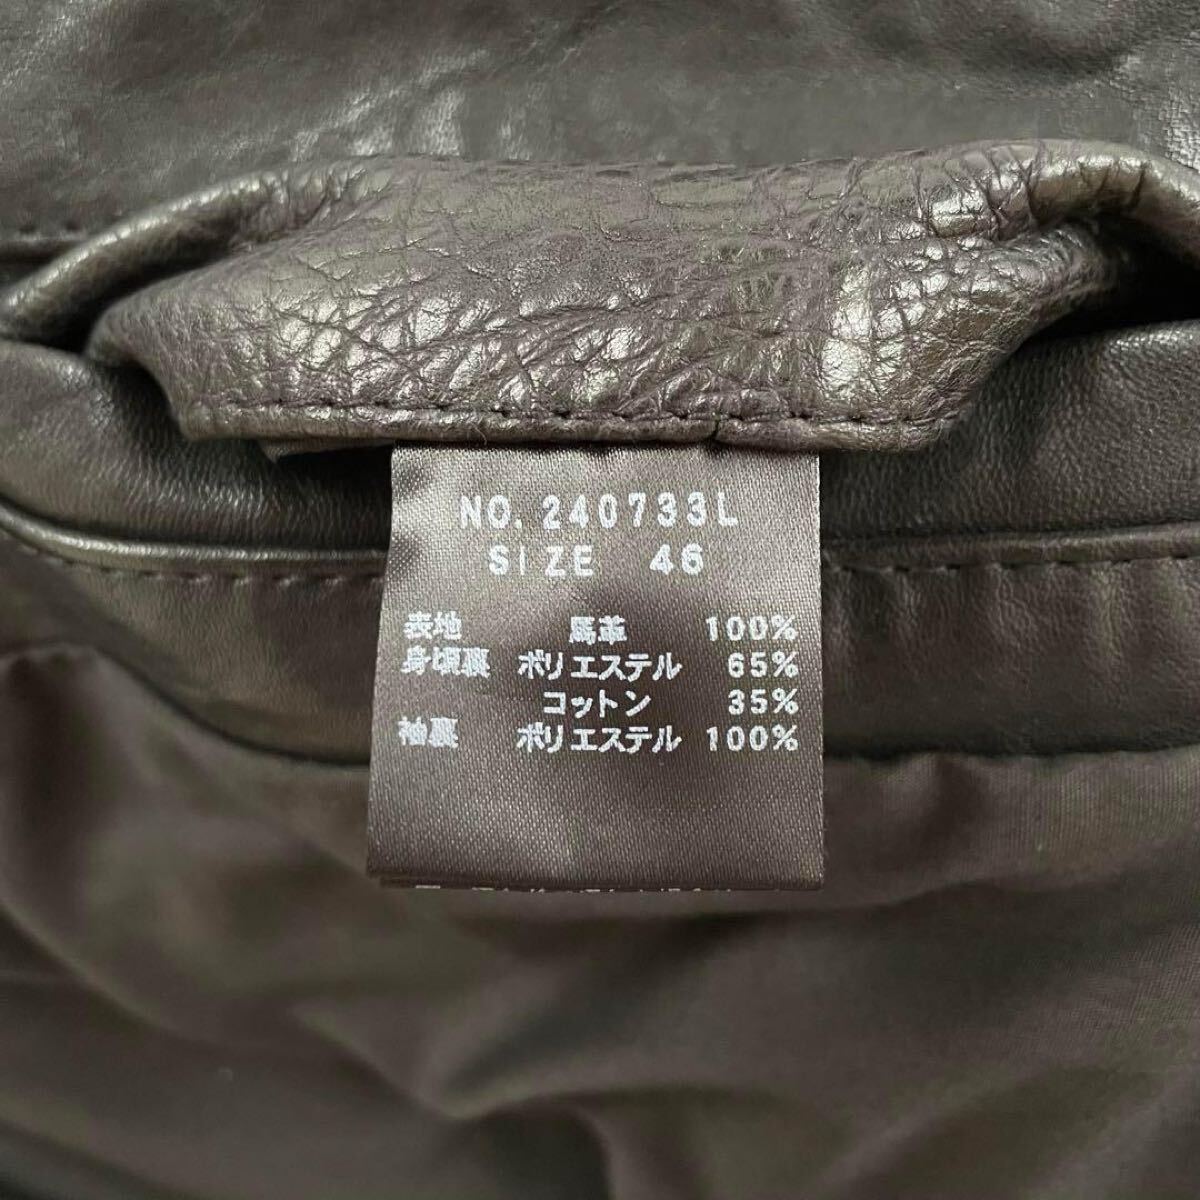 NO. 240733L
SIZE 46
表地 馬革 100%
身頃裏 ポリエステル 65%
コットン 35%
袖裏 ポリエステル 100%